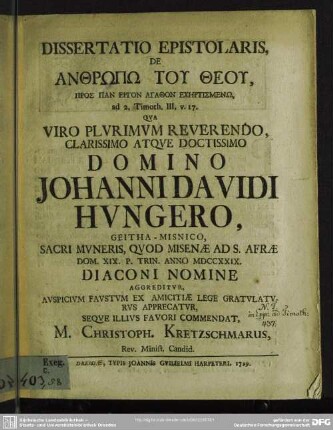 DISSERTATIO EPISTOLARIS,
DE
ΑΝΘΡΩΠΩ ΤΟΥ ΘΕΟΥ,
ΠΡΟΣ ΠΑΝ ΕΡΓΟΝ ΑΓΑΘΟΝ ΕΞΗΡΤΙΣΜΕΝΩ,
ad 2. Timoth. III, v. 17.
QVA
VIRO PLVRIMVM REVERENDO,
CLARISSIMO ATQVE DOCTISSIMO
DOMINO
JOHANNI DAVIDI
HVNGERO,
GEITHA-MISNICO,
SACRI MVNERIS, QVOD MISENÆ AD S. AFRÆ
DOM. XIX. P. TRIN. ANNO MDCCXXIX.
DIACONI NOMINE
AGGREDITVR,
AVSPICIVM FAVSTVM EX AMICITIÆ LEGE GRATVLATV,
RVS APPRECATVR,
SEQVE ILLIVS FAVORI COMMENDAT,
M. CHRISTOPH. KRETZSCHMARUS,
Rev. Minist. Candid.
DRESDÆ, TYPIS JOANNIS GUILIELMI HARPETERI. 1729.
Exeg.
C.
403,